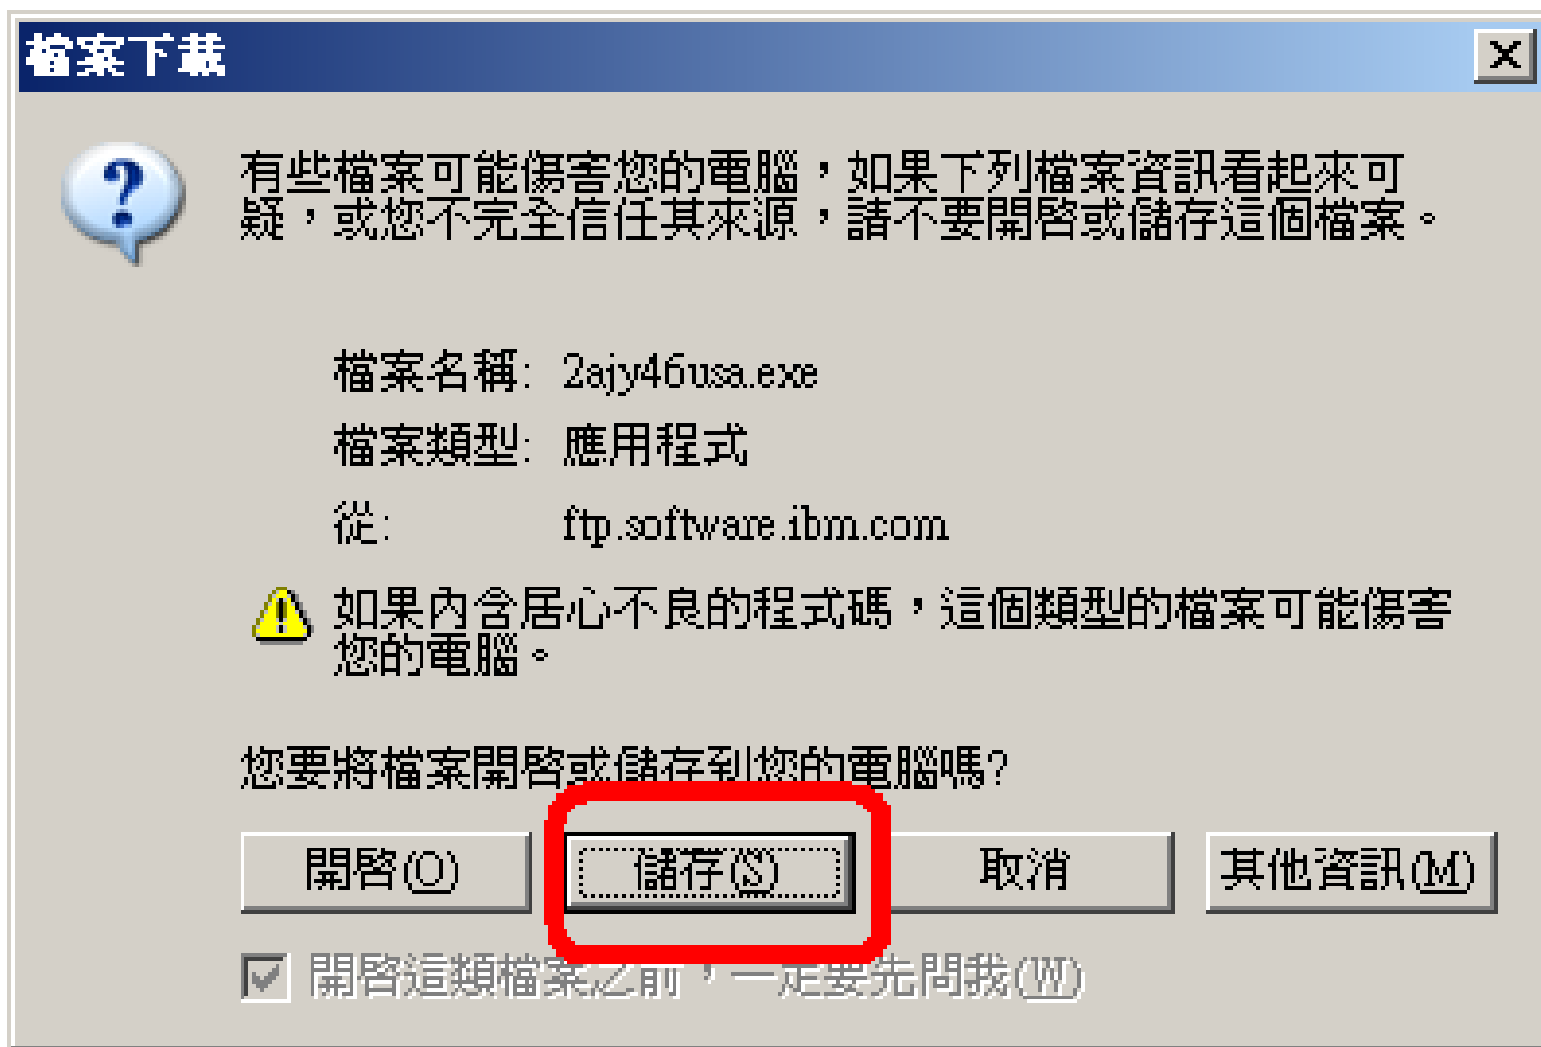 檔案下載
有些檔案可能傷害您的電腦，如果下列檔案資訊看起來可
疑，或您不完全信任其來源，請不要開啟或儲存這個檔案。
檔案名稱: 2ajy46usa.exe
檔案類型: 應用程式
從: ftp.software.ibm.com
如果內含居心不良的程式碼，這個類型的檔案可能傷害
您的電腦。
您要將檔案開啟或儲存到您的電腦嗎?
開啟(O) 儲存(S) 取消 其他資訊(M)
開啟這類檔案之前，一定要先問我(W)